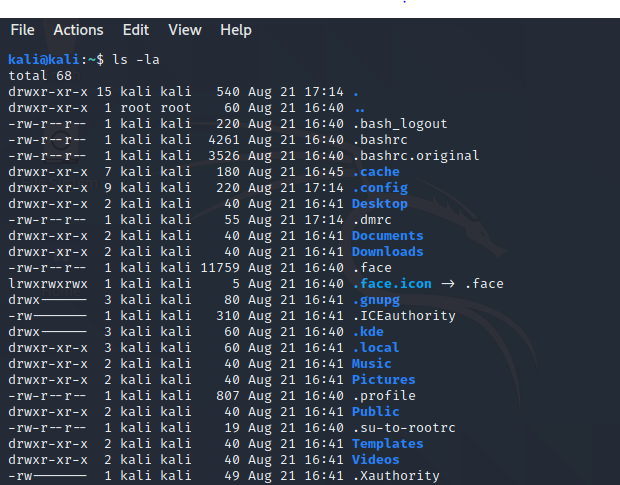 File Actions Edit View Help
kali@kali:~$ ls -la
total 68
drwxr-xr-x 15 kali kali   540 Aug 21 17:14 .
drwxr-xr-x  1 root root    60 Aug 21 16:40 ..
-rw-r--r--  1 kali kali   220 Aug 21 16:40 .bash_logout
-rw-r--r--  1 kali kali  4261 Aug 21 16:40 .bashrc
-rw-r--r--  1 kali kali  3526 Aug 21 16:40 .bashrc.original
drwxr-xr-x  7 kali kali   180 Aug 21 16:45 .cache
drwxr-xr-x  9 kali kali   220 Aug 21 17:14 .config
drwxr-xr-x  2 kali kali    40 Aug 21 16:41 Desktop
-rw-r--r--  1 kali kali    55 Aug 21 17:14 .dmrc
drwxr-xr-x  2 kali kali    40 Aug 21 16:41 Documents
drwxr-xr-x  2 kali kali    40 Aug 21 16:41 Downloads
-rw-r--r--  1 kali kali 11759 Aug 21 16:40 .face
lrwxrwxrwx  1 kali kali     5 Aug 21 16:40 .face.icon -> .face
drwx------  3 kali kali    80 Aug 21 16:41 .gnupg
-rw-------  1 kali kali   310 Aug 21 16:41 .ICEauthority
drwx------  3 kali kali    60 Aug 21 16:40 .kde
drwxr-xr-x  3 kali kali    60 Aug 21 16:41 .local
drwxr-xr-x  2 kali kali    40 Aug 21 16:41 Music
drwxr-xr-x  2 kali kali    40 Aug 21 16:41 Pictures
-rw-r--r--  1 kali kali   807 Aug 21 16:40 .profile
drwxr-xr-x  2 kali kali    40 Aug 21 16:41 Public
-rw-r--r--  1 kali kali    19 Aug 21 16:40 .su-to-rootrc
drwxr-xr-x  2 kali kali    40 Aug 21 16:41 Templates
drwxr-xr-x  2 kali kali    40 Aug 21 16:41 Videos
-rw-------  1 kali kali    49 Aug 21 16:41 .Xauthority